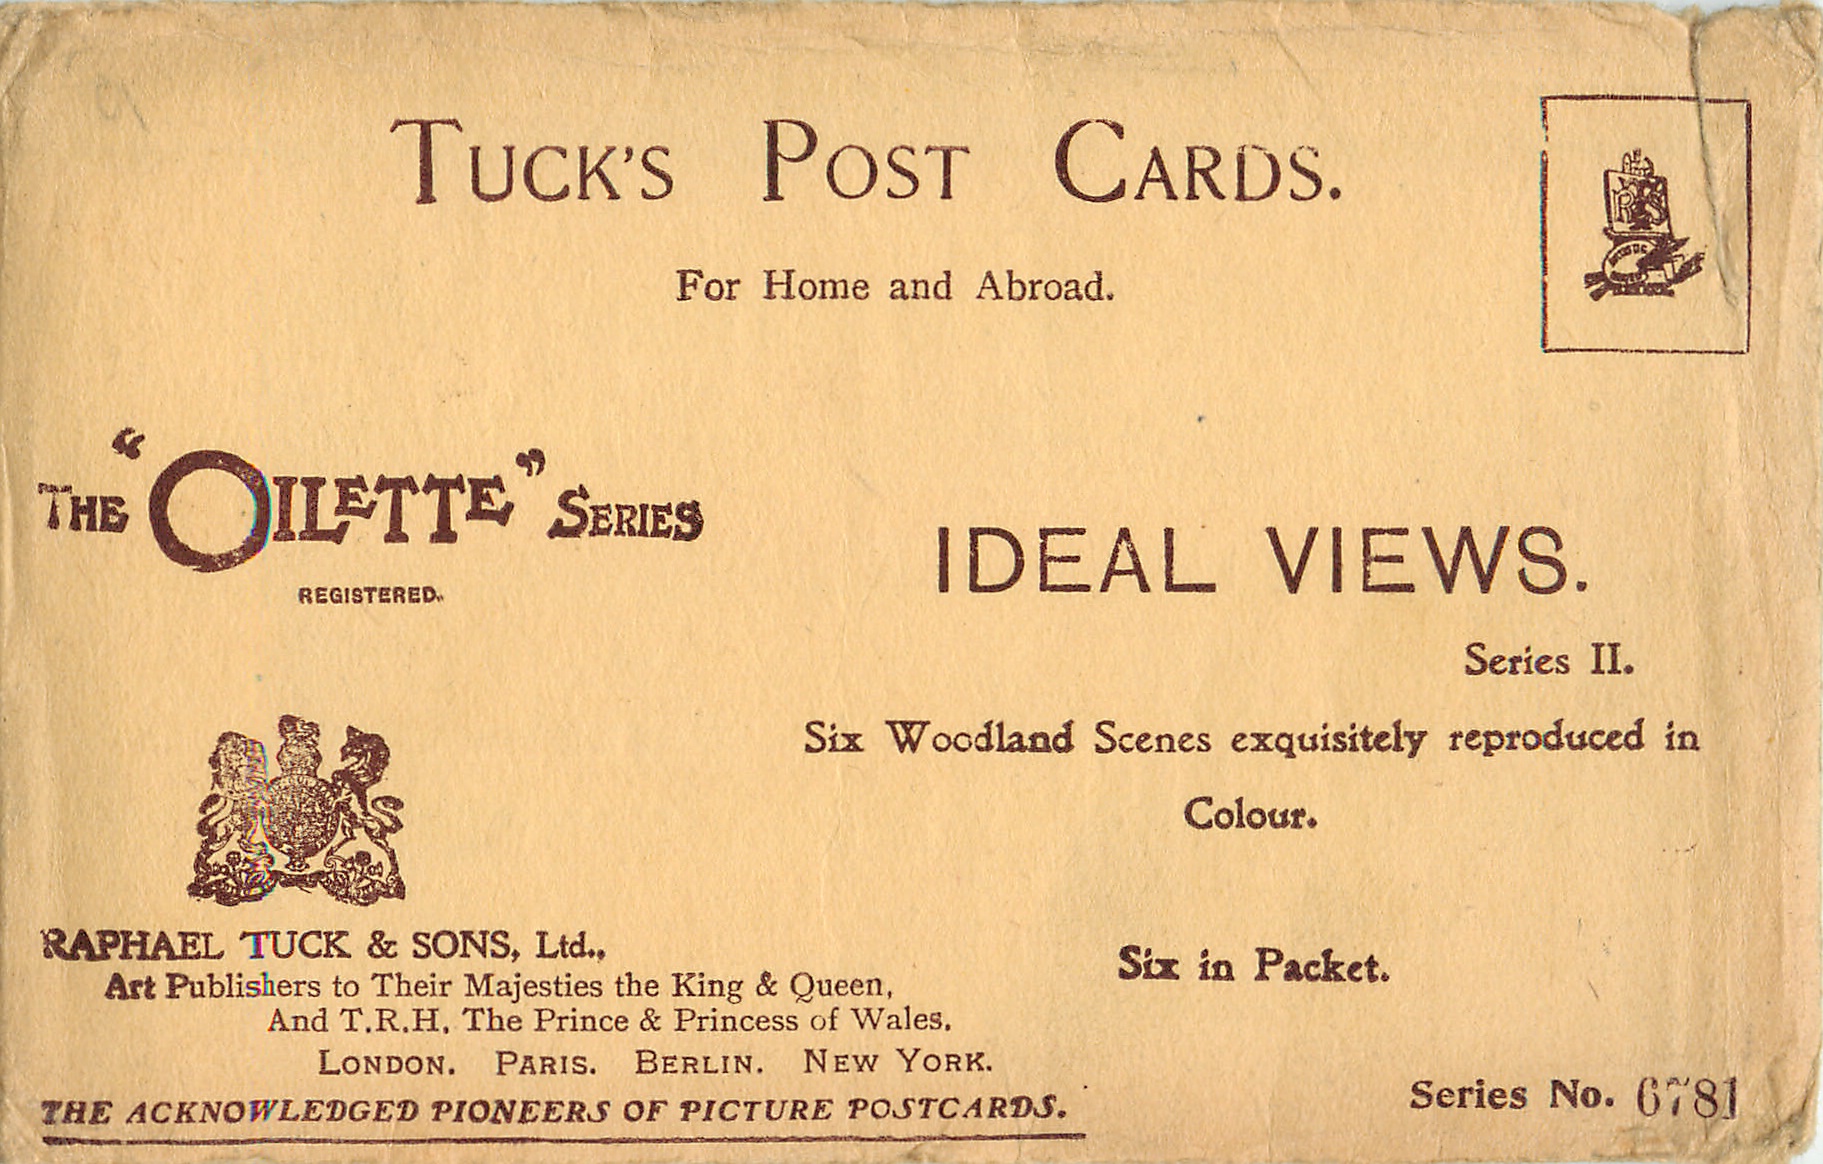 TUCK'S POST CARDS.
For Home and Abroad.
THE "OILETTE" SERIES
REGISTERED.
IDEAL VIEWS.
Series II.
Six Woodland Scenes exquisitely reproduced in
Colour.
Six in Packet.
RAPHAEL TUCK & SONS, Ltd.,
Art Publishers to Their Majesties the King & Queen,
And T.R.H. The Prince & Princess of Wales.
LONDON. PARIS. BERLIN. NEW YORK.
THE ACKNOWLEDGED PIONEERS OF PICTURE POSTCARDS.
Series No. 6781